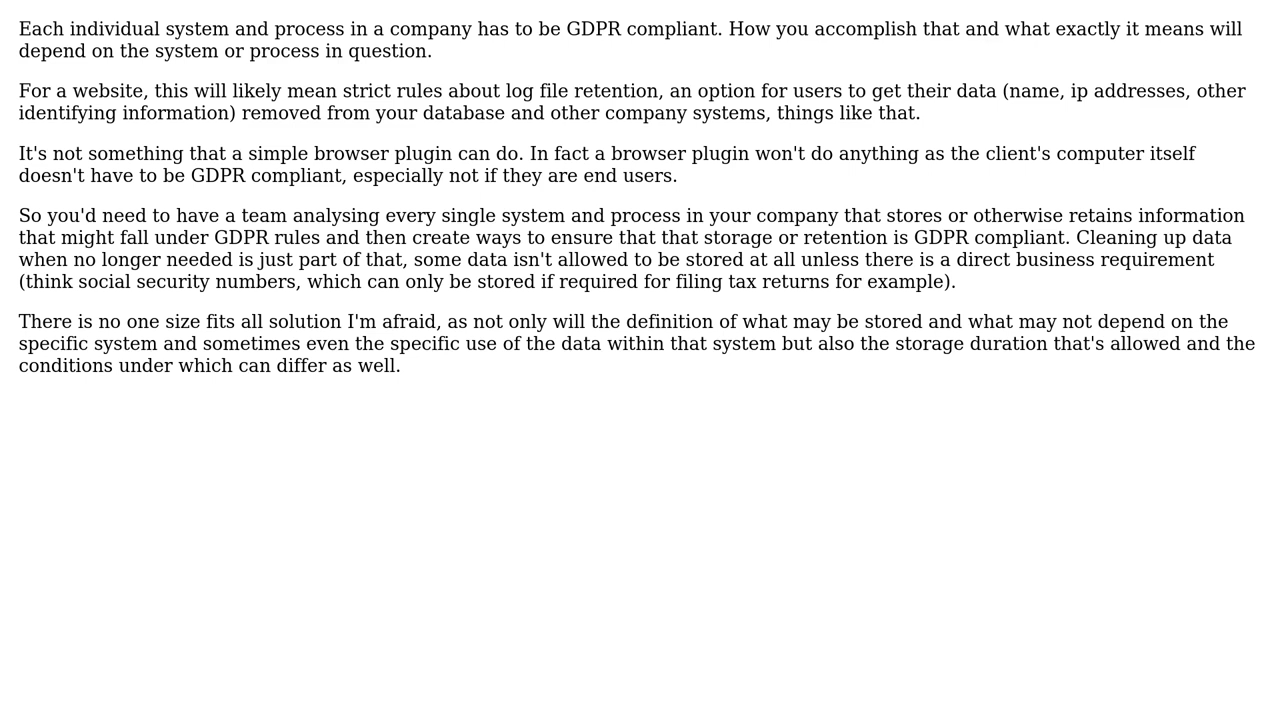 Each individual system and process in a company has to be GDPR compliant. How you accomplish that and what exactly it means will
depend on the system or process in question.
For a website, this will likely mean strict rules about log file retention, an option for users to get their data (name, ip addresses, other
identifying information) removed from your database and other company systems, things like that.
It's not something that a simple browser plugin can do. In fact a browser plugin won't do anything as the client's computer itself
doesn't have to be GDPR compliant, especially not if they are end users.
So you'd need to have a team analysing every single system and process in your company that stores or otherwise retains information
that might fall under GDPR rules and then create ways to ensure that that storage or retention is GDPR compliant. Cleaning up data
when no longer needed is just part of that, some data isn't allowed to be stored at all unless there is a direct business requirement
(think social security numbers, which can only be stored if required for filing tax returns for example).
There is no one size fits all solution I'm afraid, as not only will the definition of what may be stored and what may not depend on the
specific system and sometimes even the specific use of the data within that system but also the storage duration that's allowed and the
conditions under which can differ as well.